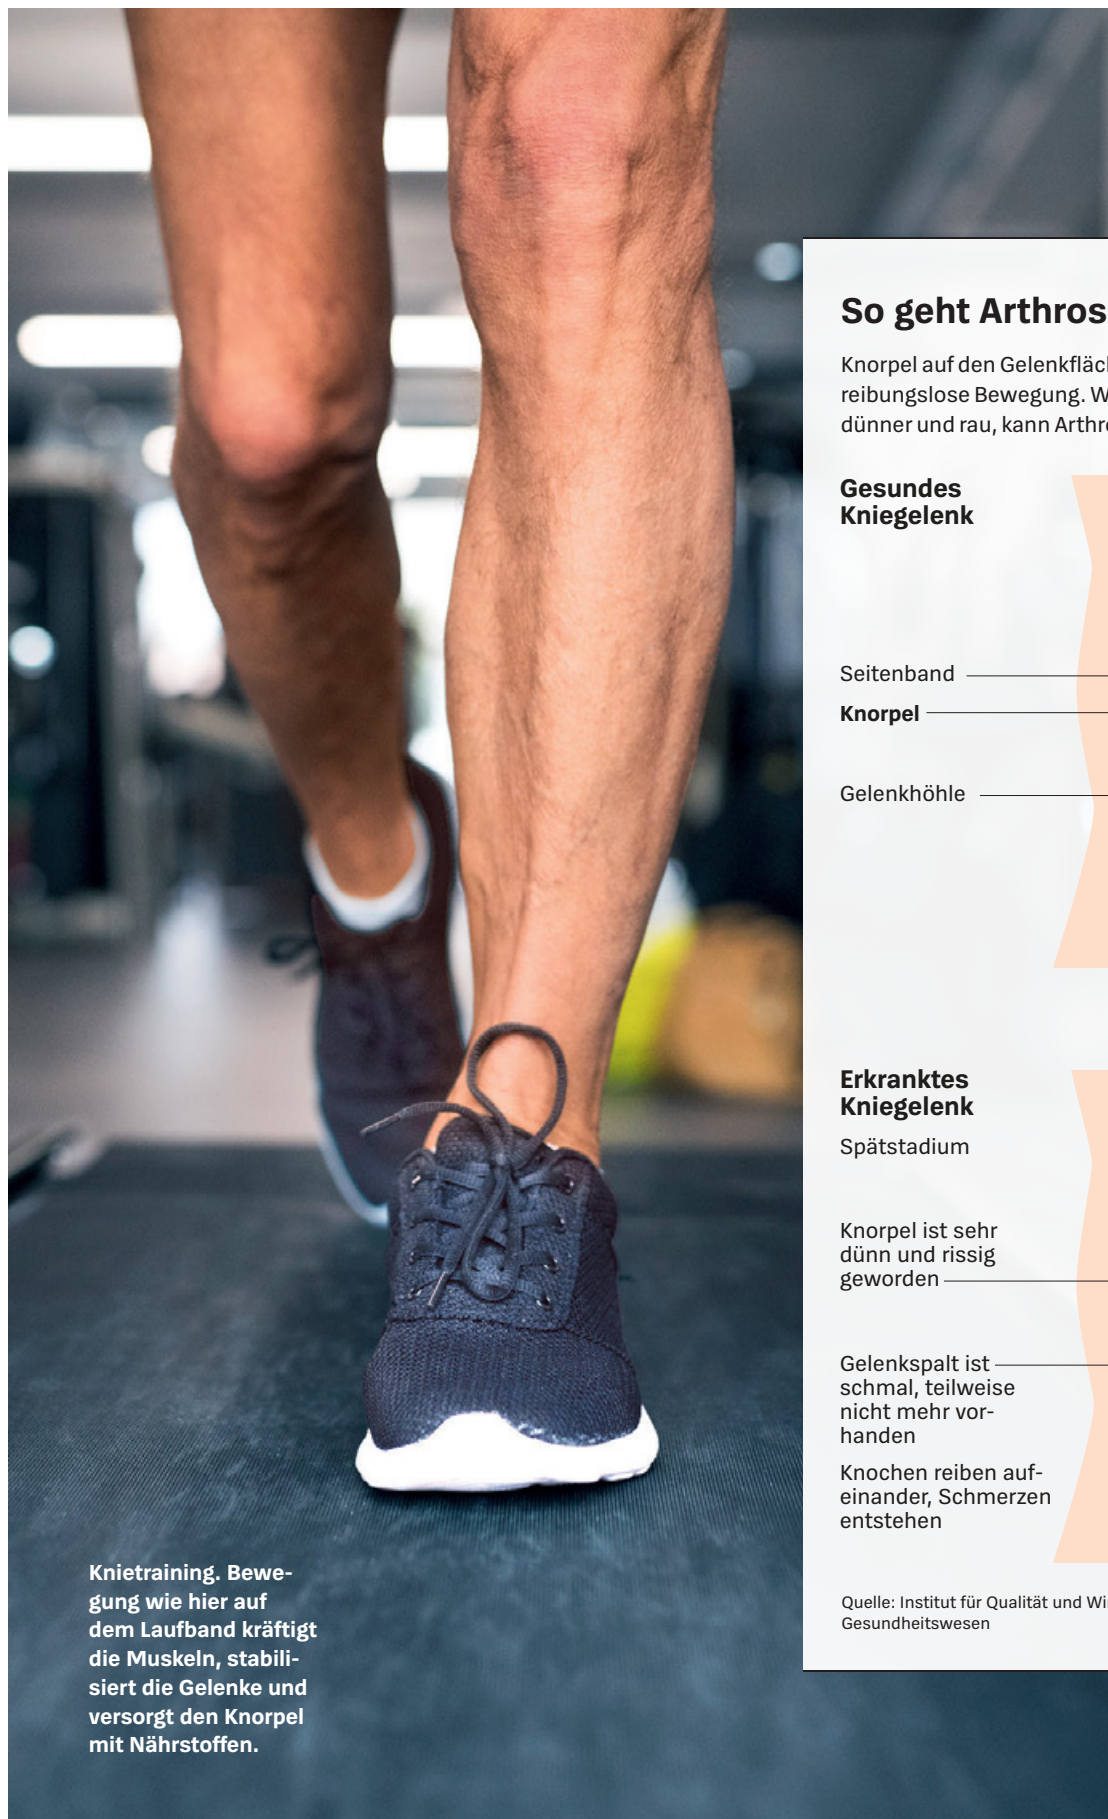 So geht Arthros
Knorpel auf den Gelenkfläc
reibungslose Bewegung. W
dünner und rau, kann Arthr
Gesundes
Kniegelenk
Seitenband
Knorpel
Gelenkhöhle
Erkranktes
Kniegelenk
Spätstadium
Knorpel ist sehr
dünn und rissig
geworden
Gelenkspalt ist
schmal, teilweise
nicht mehr vor-
handen
Knochen reiben auf-
einander, Schmerzen
entstehen
Quelle: Institut für Qualität und Wi
Gesundheitswesen
Knietraining. Bewe-
gung wie hier auf
dem Laufband kräftigt
die Muskeln, stabili-
siert die Gelenke und
versorgt den Knorpel
mit Nährstoffen.